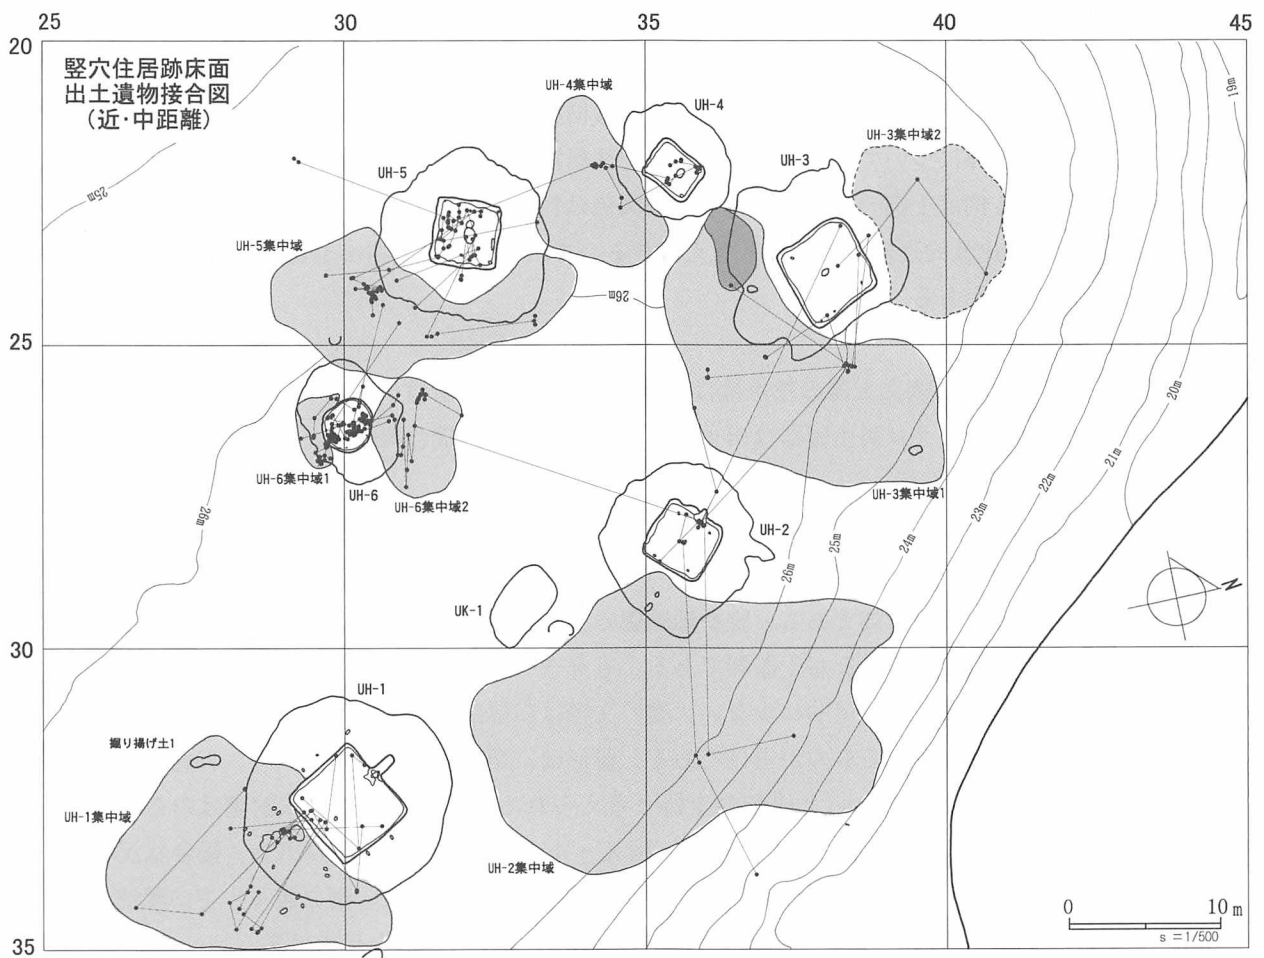 25
30
35
40
45
20
25
30
35
竪穴住居跡床面
出土遺物接合図
(近・中距離)
UH-4集中域
UH-4
UH-3集中域2
UH-3
UH-5
UH-5集中域
UH-6集中域1
UH-6
UH-6集中域2
UH-3集中域1
UH-2
UK-1
UH-1
掘り揚げ土1
UH-1集中域
UH-2集中域
25m
26m
26m
26m
25m
24m
23m
22m
21m
20m
16m
N
0
10 m
s =1/500